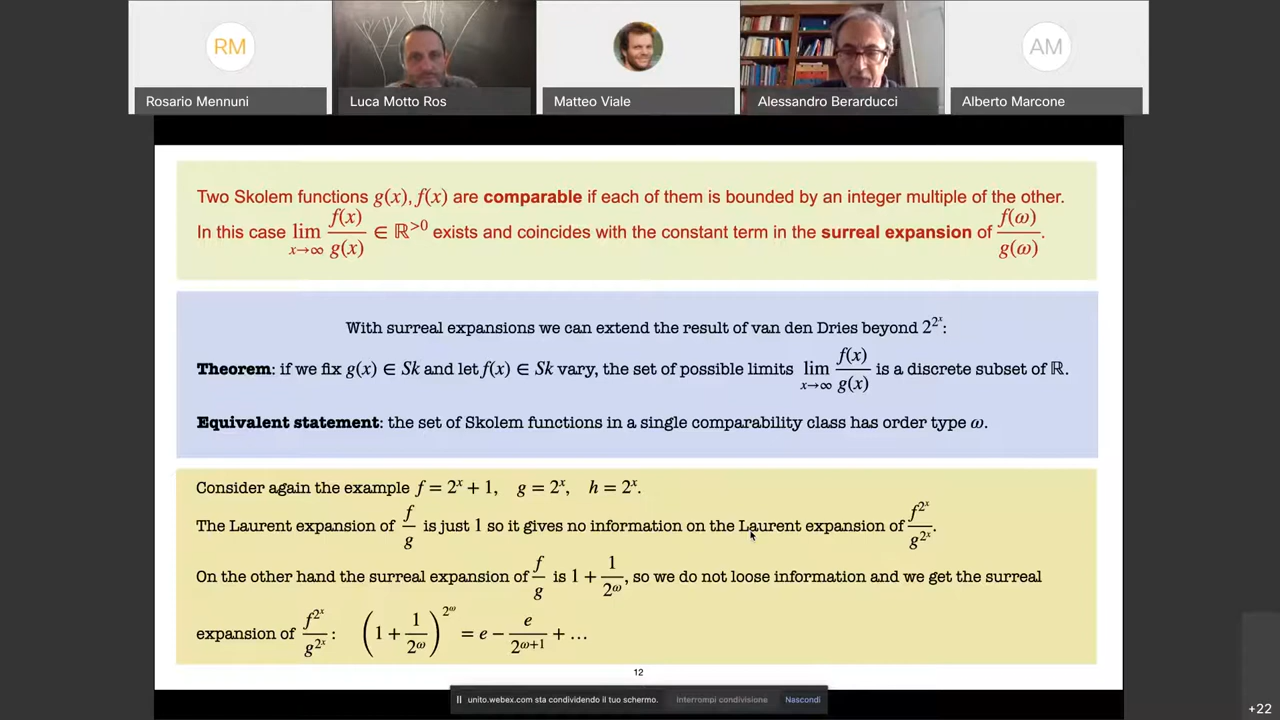 RM
AM
Rosario Mennuni
Luca Motto Ros
Matteo Viale
Alessandro Berarducci
Alberto Marcone
Two Skolem functions g(x), f(x) are comparable if each of them is bounded by an integer multiple of the other.
In this case lim_{x→∞} f(x)/g(x) ∈ ℝ^{>0} exists and coincides with the constant term in the surreal expansion of f(ω)/g(ω).
With surreal expansions we can extend the result of van den Dries beyond 2^{2^x}:
Theorem: if we fix g(x) ∈ Sk and let f(x) ∈ Sk vary, the set of possible limits lim_{x→∞} f(x)/g(x) is a discrete subset of ℝ.
Equivalent statement: the set of Skolem functions in a single comparability class has order type ω.
Consider again the example f = 2^x + 1, g = 2^x, h = 2^x.
The Laurent expansion of f/g is just 1 so it gives no information on the Laurent expansion of f^{2^x}/g^{2^x}.
On the other hand the surreal expansion of f/g is 1 + 1/2^ω, so we do not loose information and we get the surreal
expansion of f^{2^x}/g^{2^x}: (1 + 1/2^ω)^{2^ω} = e − e/2^{ω+1} + …
12
unito.webex.com sta condividendo il tuo schermo. Interrompi condivisione Nascondi
+22